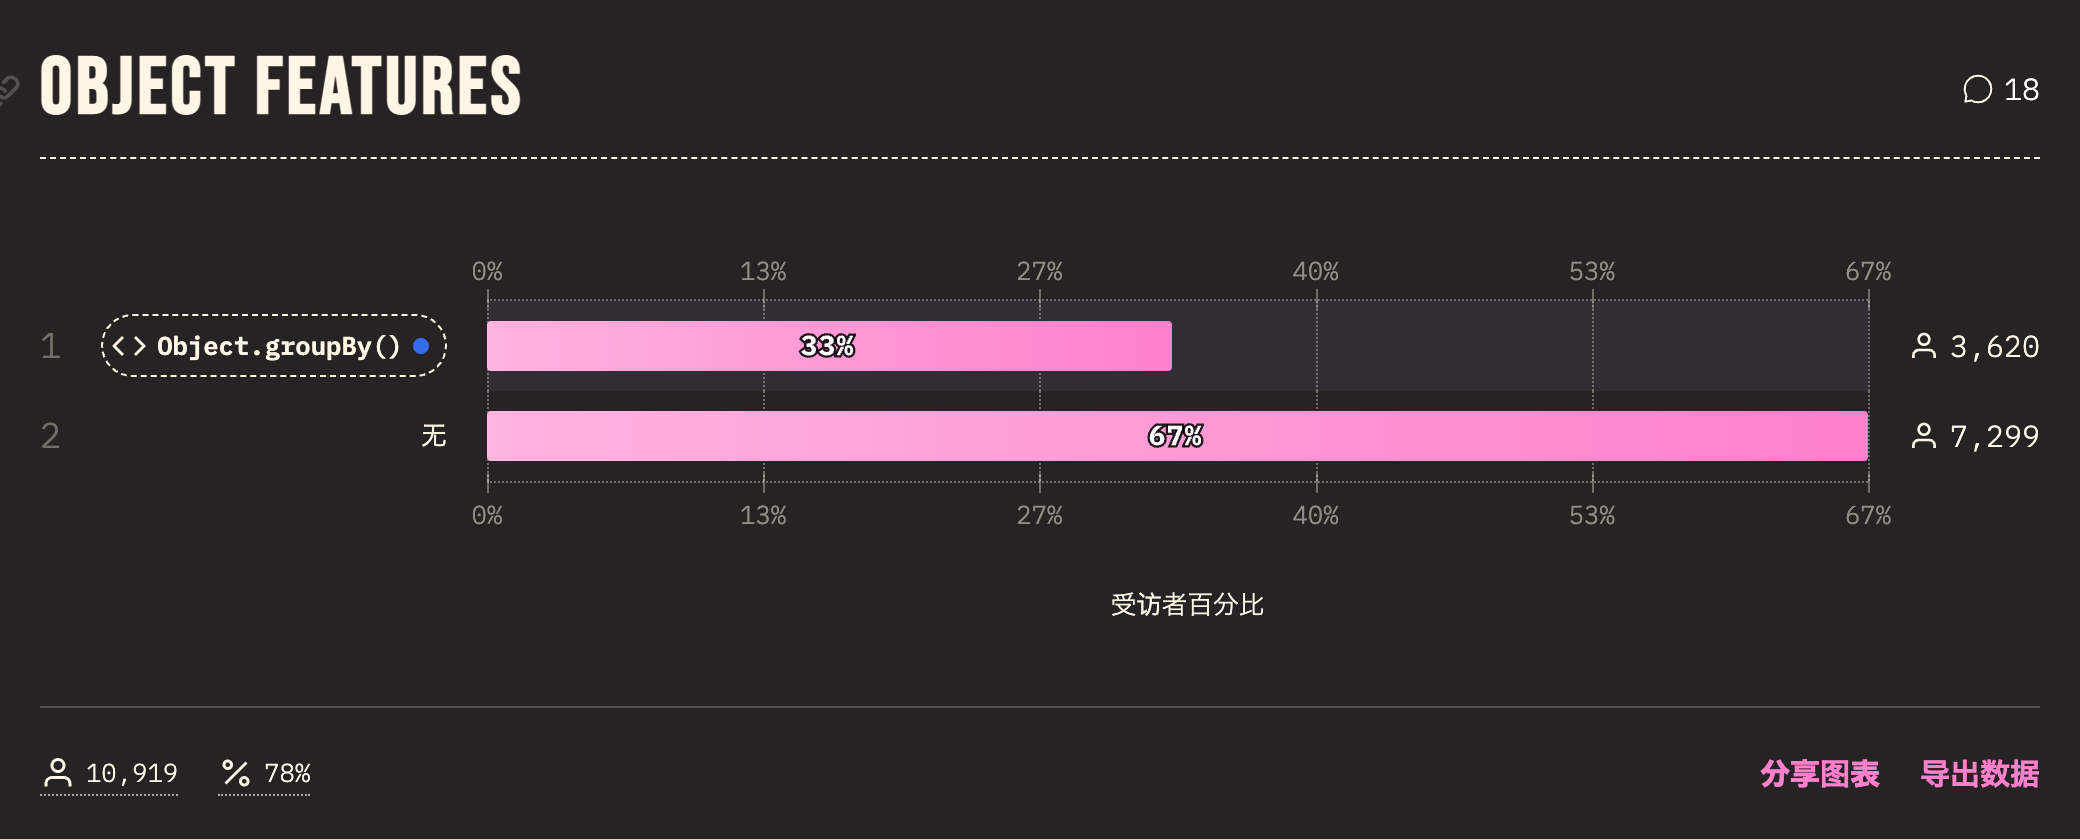 OBJECT FEATURES
18
0% 13% 27% 40% 53% 67%
1 <> Object.groupBy() 33% 3,620
2 无 67% 7,299
0% 13% 27% 40% 53% 67%
受访者百分比
10,919 % 78% 分享图表 导出数据